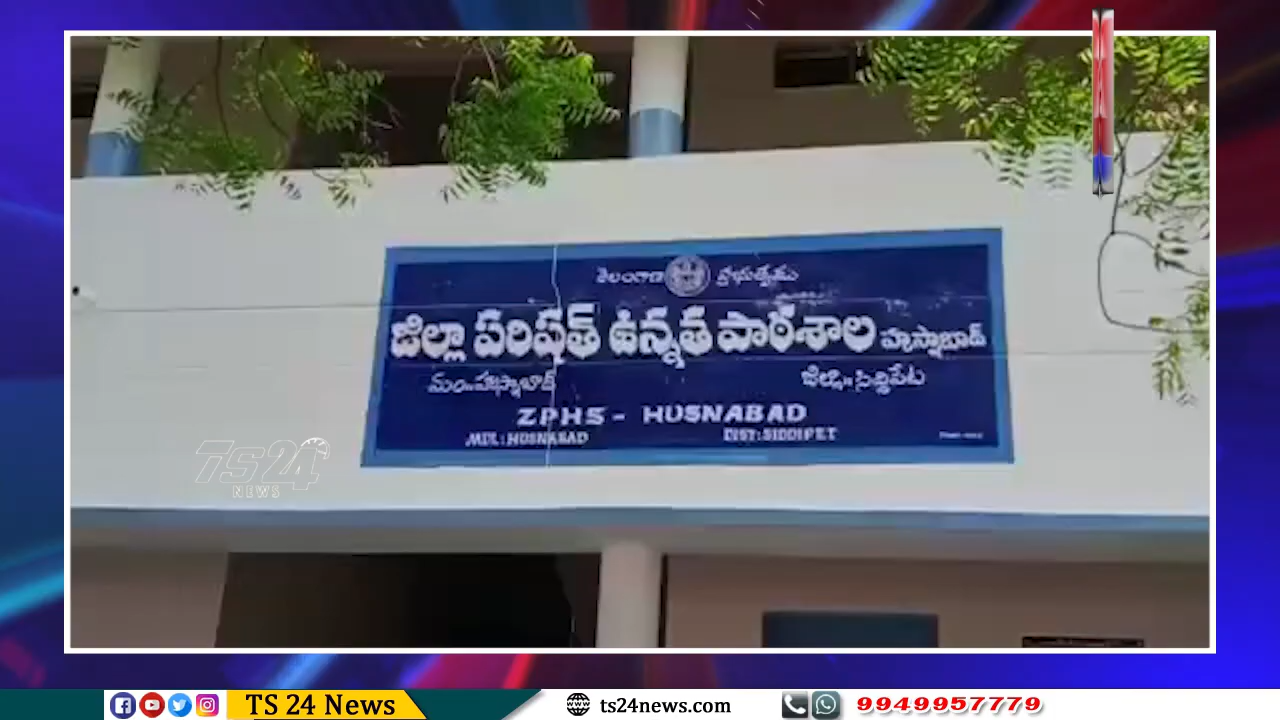 తెలంగాణ ప్రభుత్వము
జిల్లా పరిషత్ ఉన్నత పాఠశాల హుస్నాబాద్
మం॥హుస్నాబాద్ జిల్లా॥సిద్దిపేట
ZPHS - HUSNABAD
MDL: HUSNABAD DIST: SIDDIPET
TS24
NEWS
TS 24 News ts24news.com 9949957779